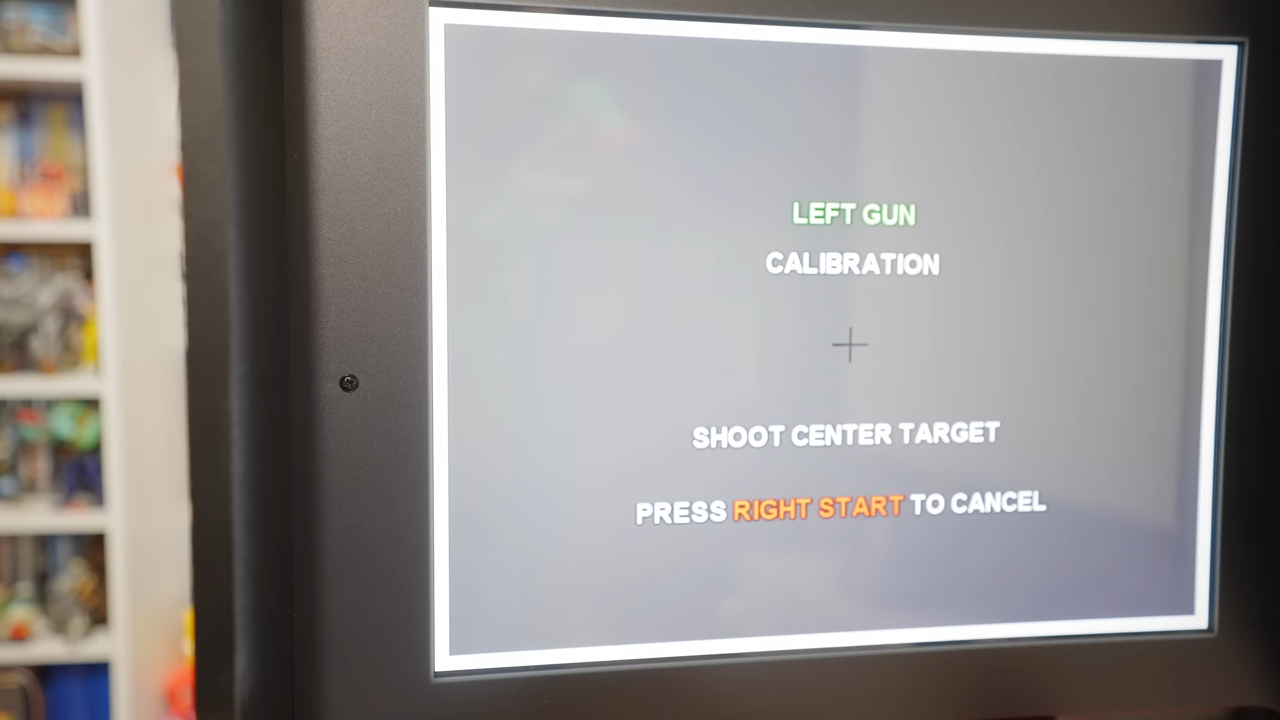 LEFT GUN
CALIBRATION
SHOOT CENTER TARGET
PRESS RIGHT START TO CANCEL